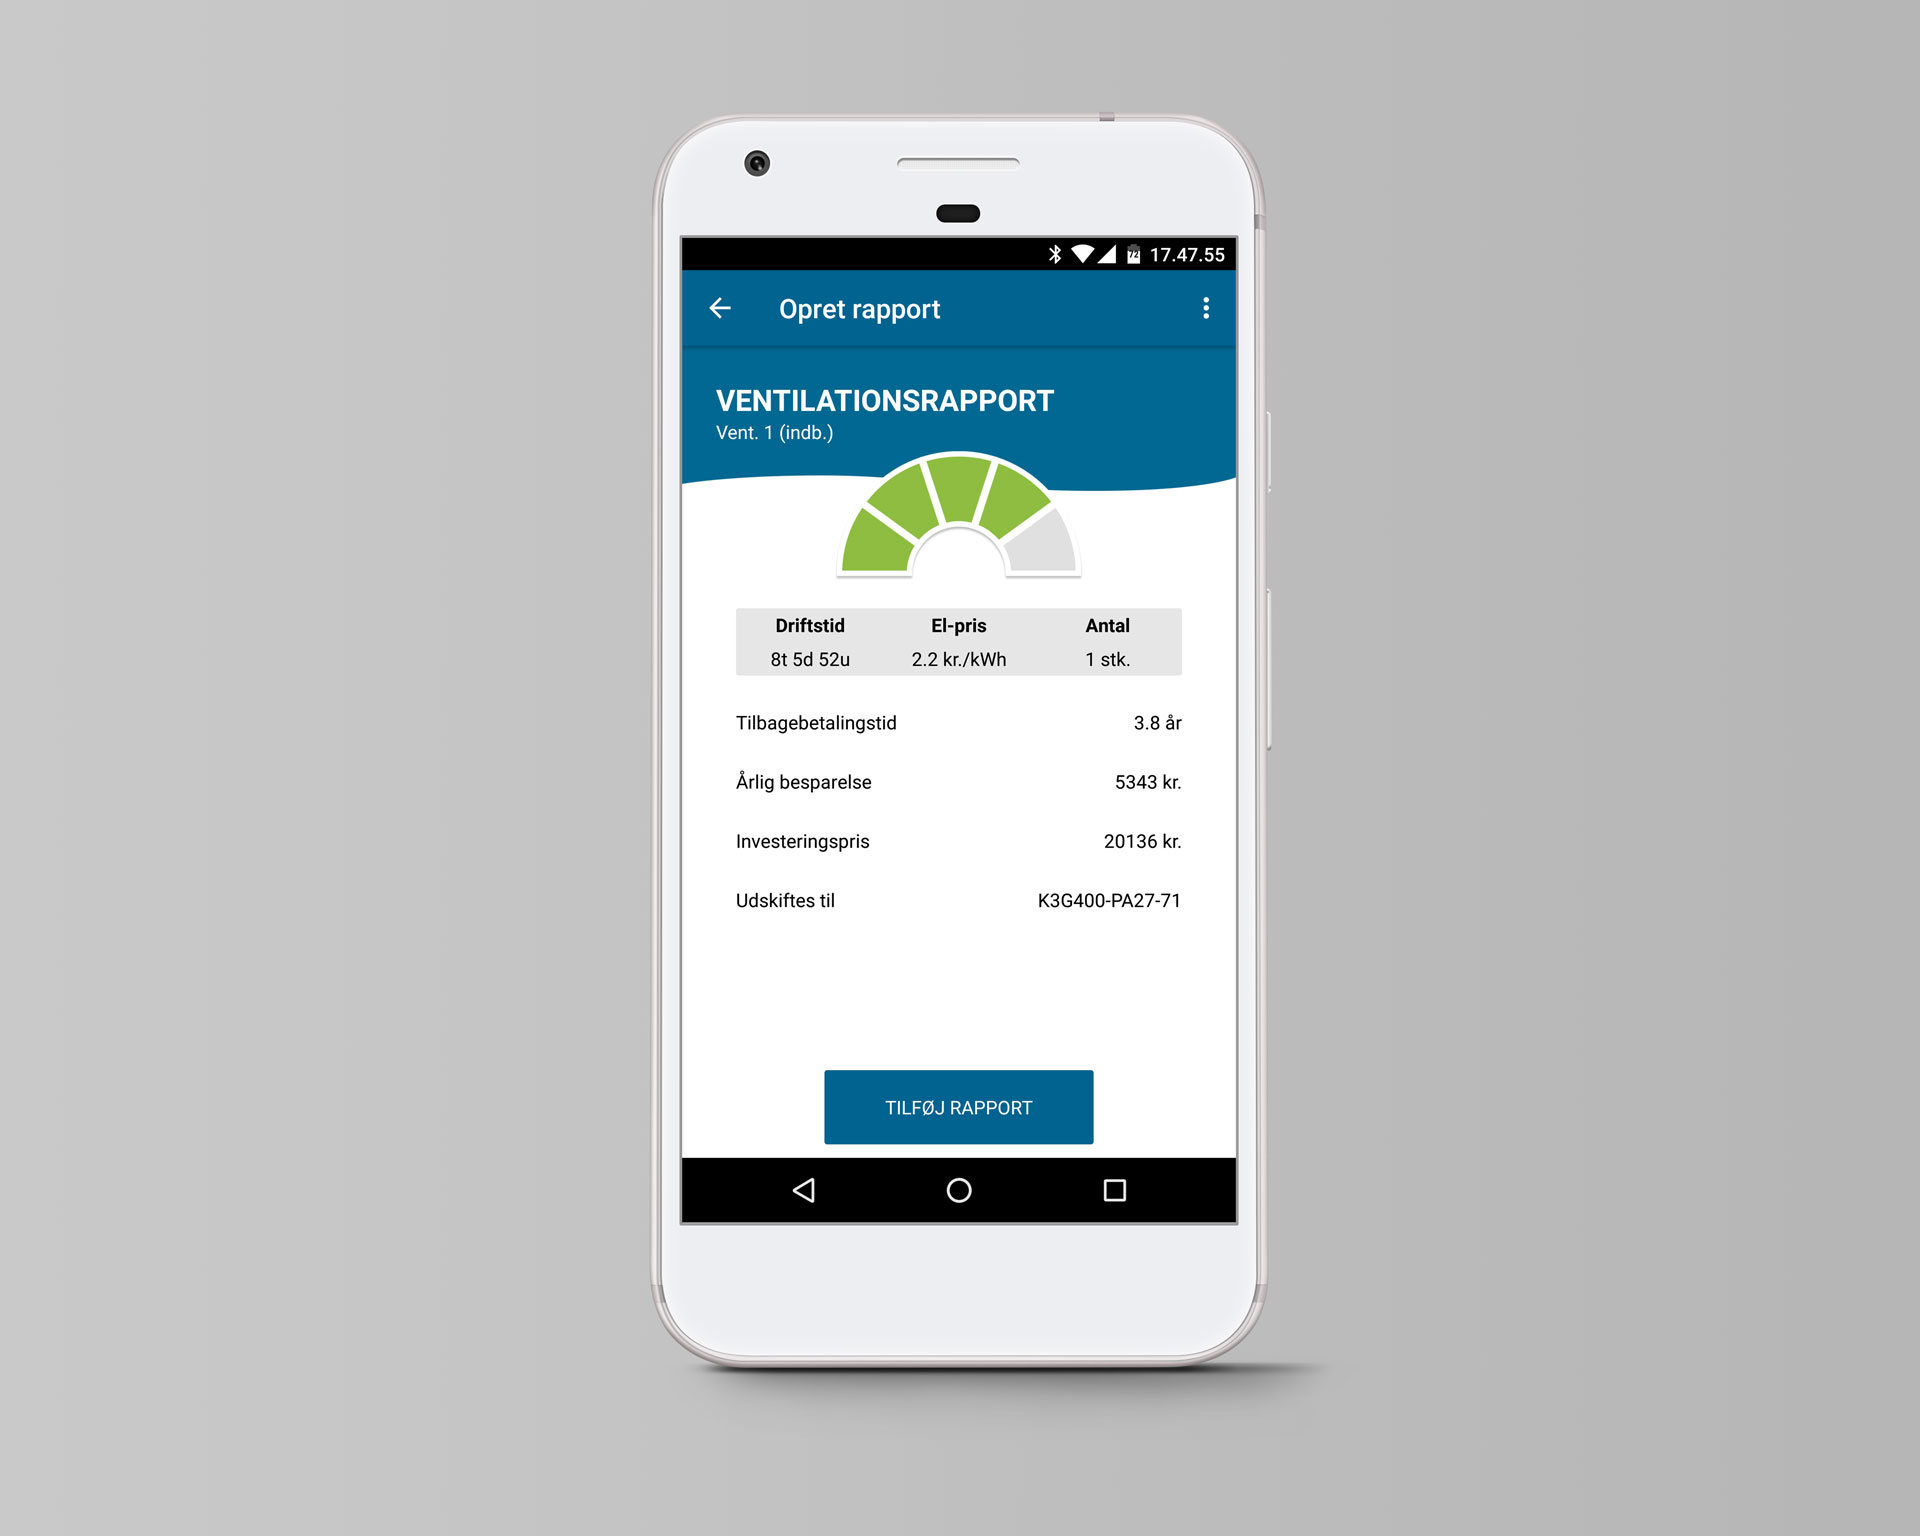 72 17.47.55
Opret rapport
VENTILATIONSRAPPORT
Vent. 1 (indb.)
Driftstid El-pris Antal
8t 5d 52u 2.2 kr./kWh 1 stk.
Tilbagebetalingstid 3.8 år
Årlig besparelse 5343 kr.
Investeringspris 20136 kr.
Udskiftes til K3G400-PA27-71
TILFØJ RAPPORT